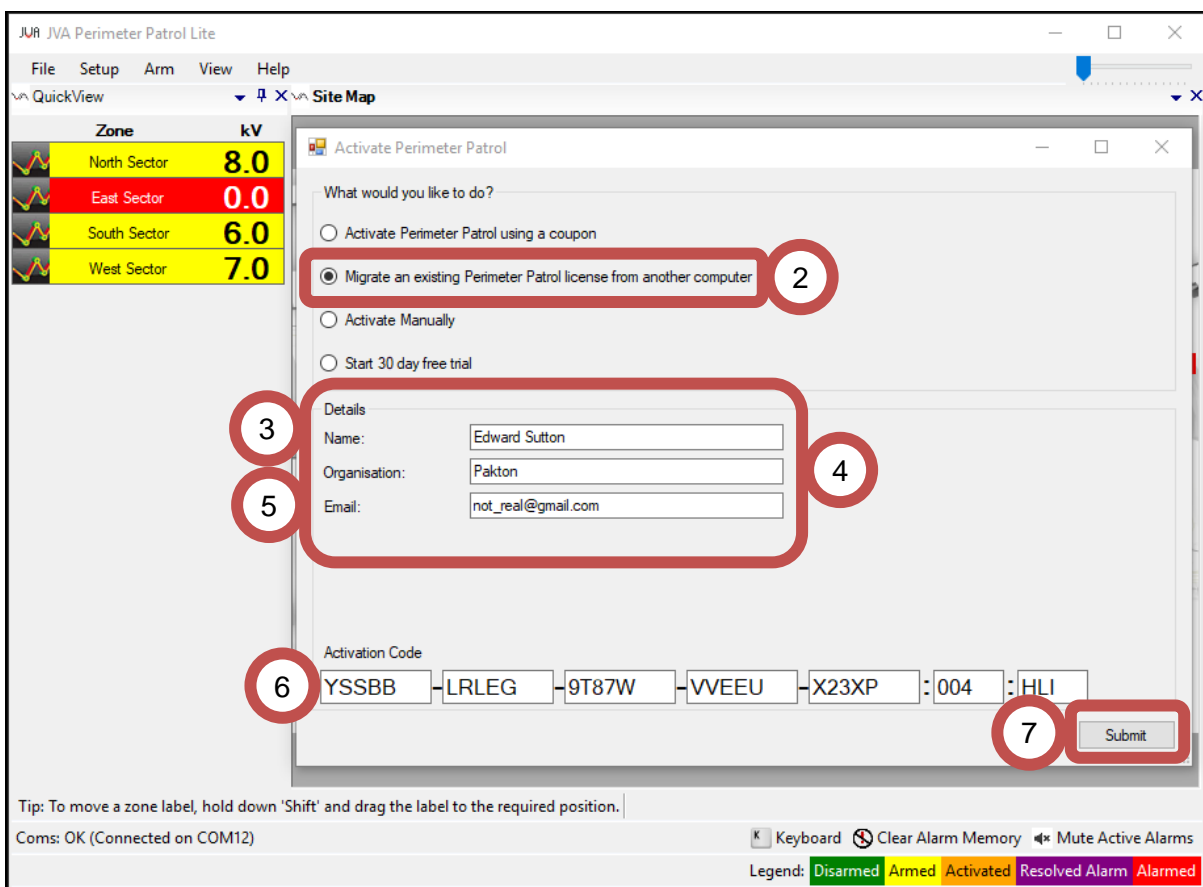 JVA JVA Perimeter Patrol Lite
File Setup Arm View Help
QuickView
Site Map
Zone kV
North Sector 8.0
East Sector 0.0
South Sector 6.0
West Sector 7.0
Activate Perimeter Patrol
What would you like to do?
Activate Perimeter Patrol using a coupon
Migrate an existing Perimeter Patrol license from another computer
2
Activate Manually
Start 30 day free trial
Details
3
Name: Edward Sutton
Organisation: Pakton
4
5
Email: not_real@gmail.com
Activation Code
6
YSSBB-LRLEG-9T87W-VVEEU-X23XP:004:HLI
7
Submit
Tip: To move a zone label, hold down 'Shift' and drag the label to the required position.
Coms: OK (Connected on COM12)
K Keyboard Clear Alarm Memory Mute Active Alarms
Legend: Disarmed Armed Activated Resolved Alarm Alarmed